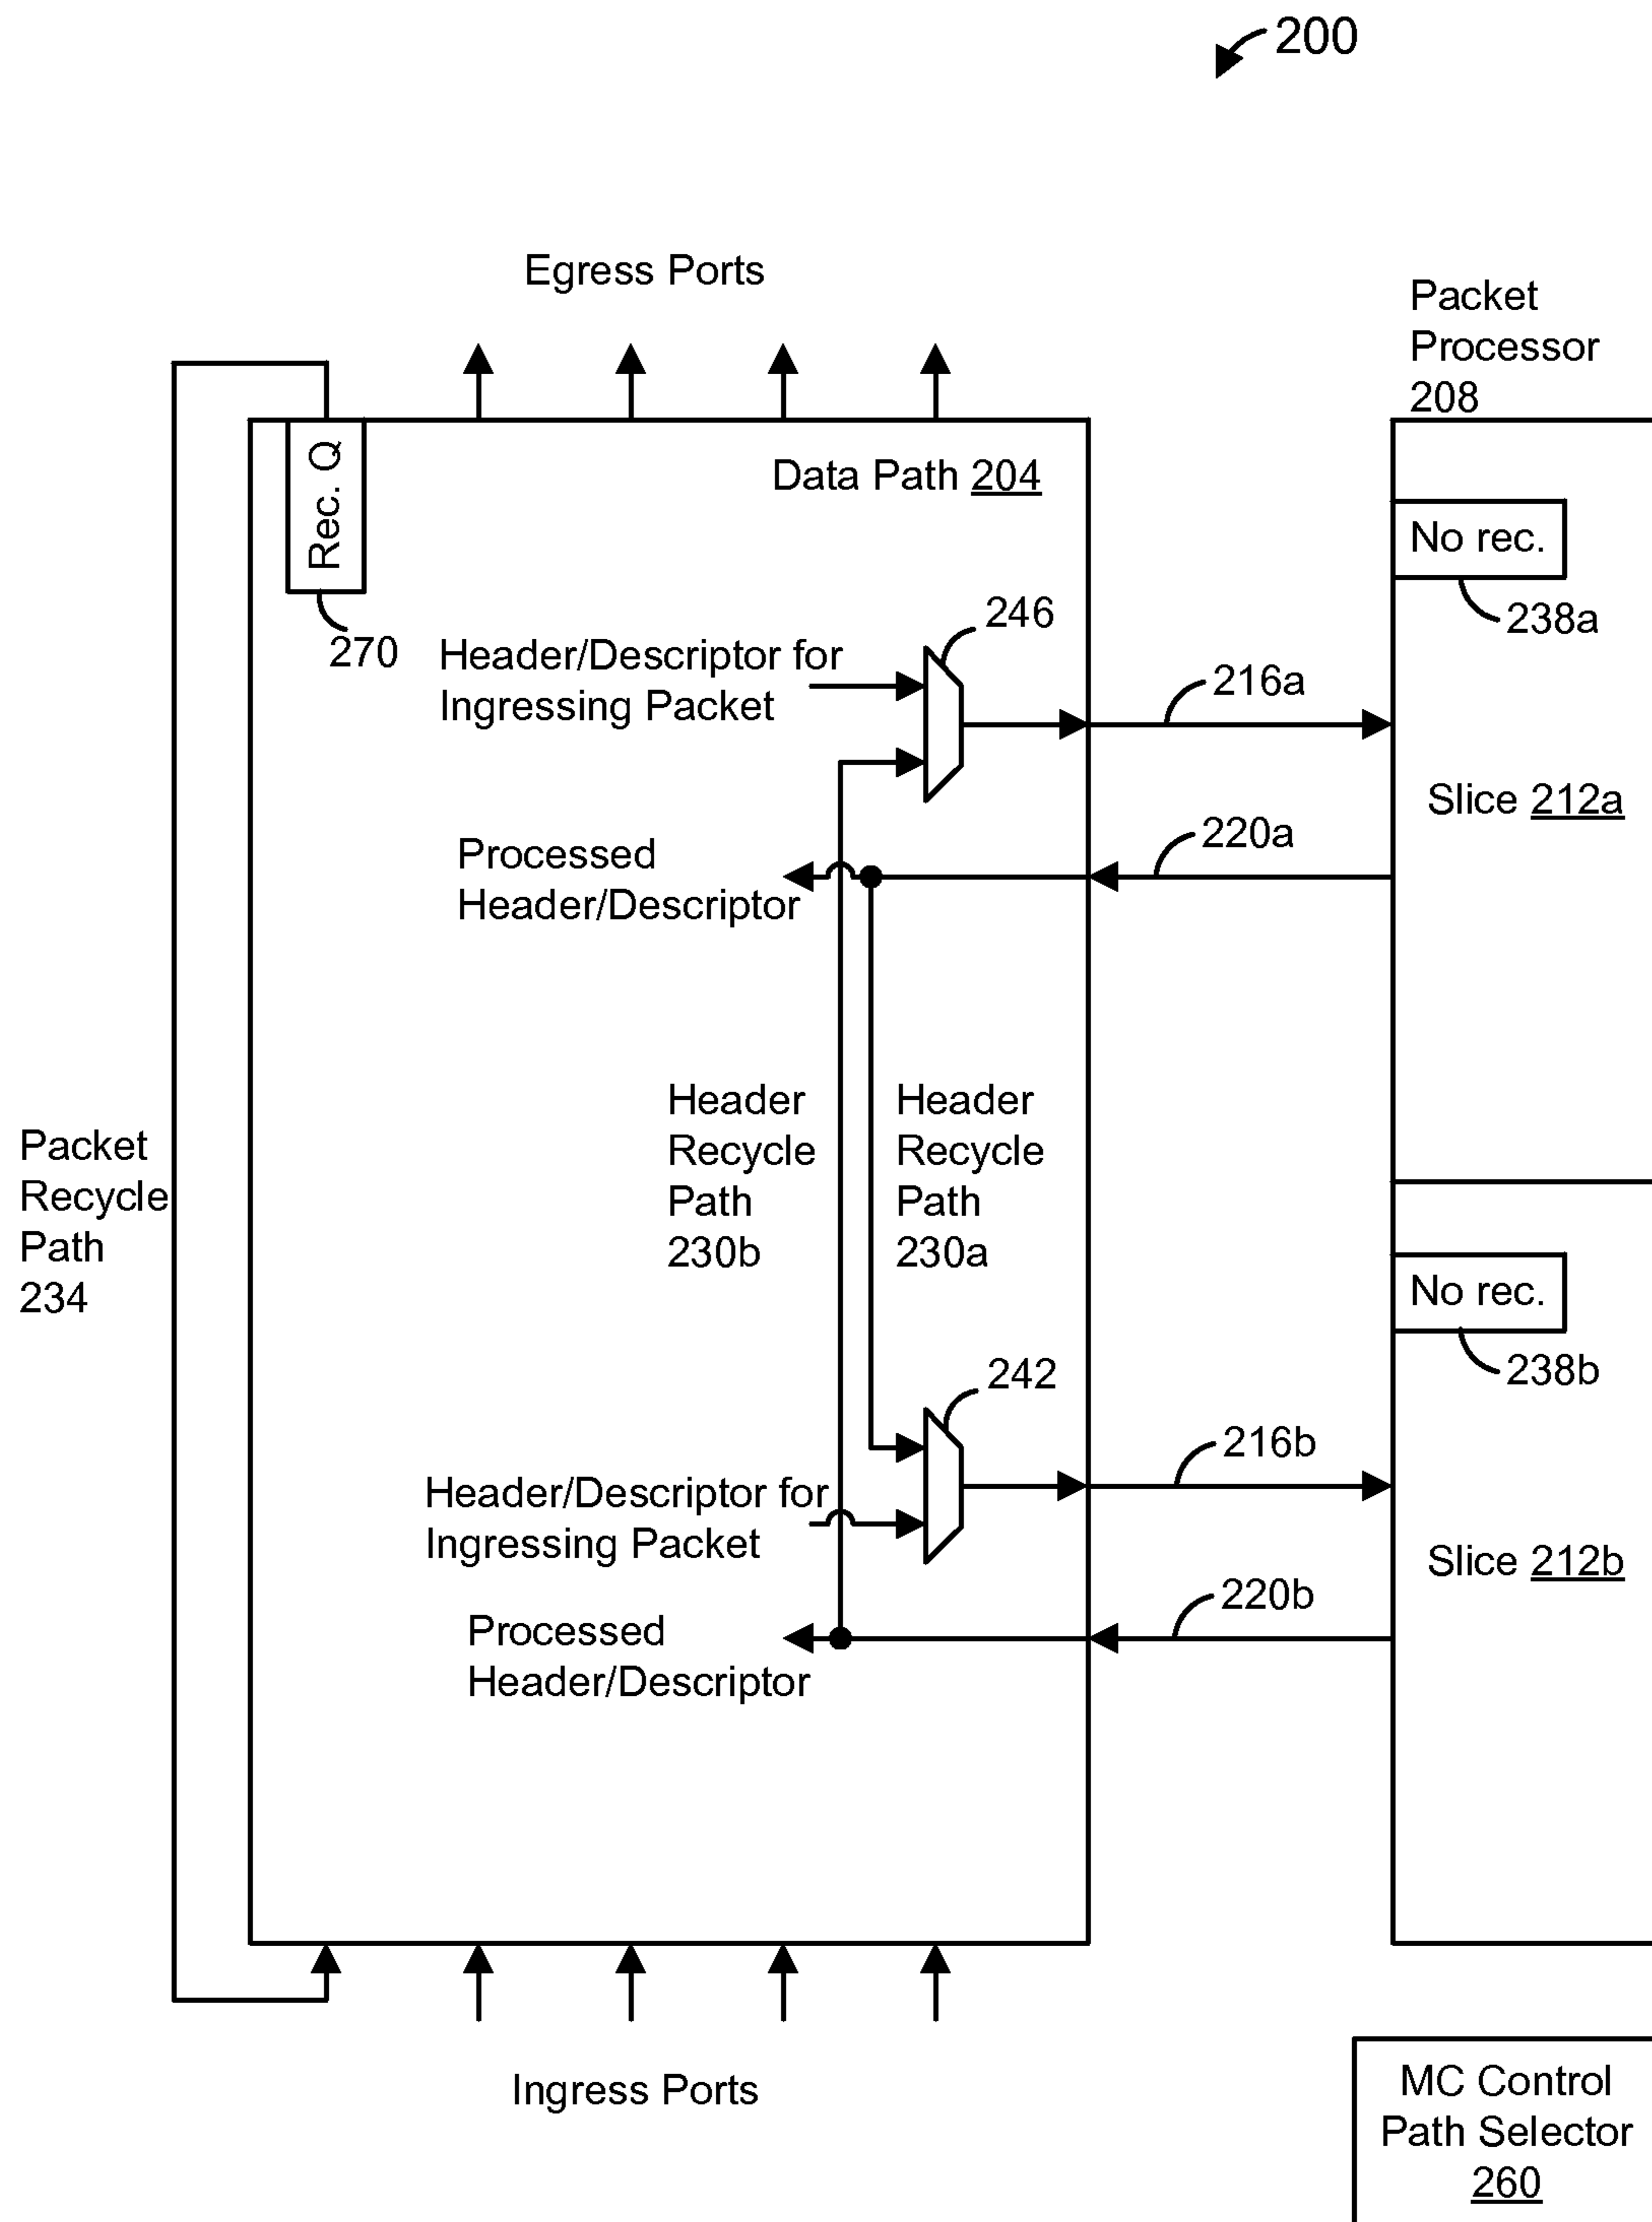 200
Egress Ports
Packet
Processor
208
Rec. Q
Data Path 204
No rec.
238a
270
246
Header/Descriptor for
Ingressing Packet
216a
Slice 212a
220a
Processed
Header/Descriptor
Packet
Recycle
Path
234
Header
Recycle
Path
230b
Header
Recycle
Path
230a
No rec.
238b
242
216b
Header/Descriptor for
Ingressing Packet
Slice 212b
220b
Processed
Header/Descriptor
Ingress Ports
MC Control
Path Selector
260